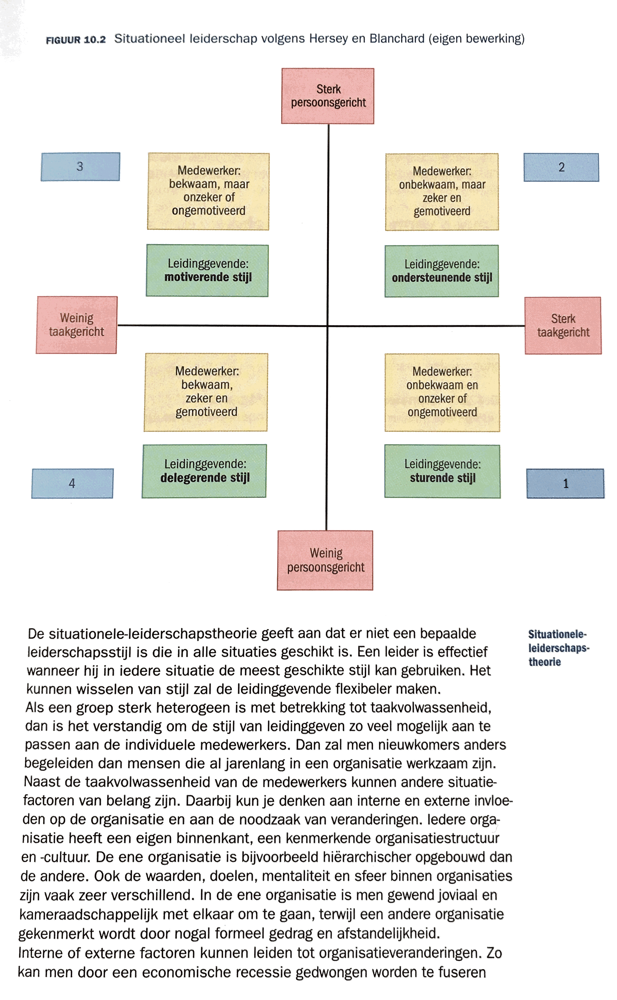 FIGUUR 10.2 Situationeel leiderschap volgens Hersey en Blanchard (eigen bewerking)
Sterk
persoonsgericht
3
Medewerker:
bekwaam, maar
onzeker of
ongemotiveerd
Medewerker:
onbekwaam, maar
zeker en
gemotiveerd
2
Leidinggevende:
motiverende stijl
Leidinggevende:
ondersteunende stijl
Weinig
taakgericht
Sterk
taakgericht
Medewerker:
bekwaam,
zeker en
gemotiveerd
Medewerker:
onbekwaam en
onzeker of
ongemotiveerd
4
Leidinggevende:
delegerende stijl
Leidinggevende:
sturende stijl
1
Weinig
persoonsgericht
De situationele-leiderschapstheorie geeft aan dat er niet een bepaalde
leiderschapsstijl is die in alle situaties geschikt is. Een leider is effectief
wanneer hij in iedere situatie de meest geschikte stijl kan gebruiken. Het
kunnen wisselen van stijl zal de leidinggevende flexibeler maken.
Als een groep sterk heterogeen is met betrekking tot taakvolwassenheid,
dan is het verstandig om de stijl van leidinggeven zo veel mogelijk aan te
passen aan de individuele medewerkers. Dan zal men nieuwkomers anders
begeleiden dan mensen die al jarenlang in een organisatie werkzaam zijn.
Naast de taakvolwassenheid van de medewerkers kunnen andere situatie-
factoren van belang zijn. Daarbij kun je denken aan interne en externe invloe-
den op de organisatie en aan de noodzaak van veranderingen. Iedere orga-
nisatie heeft een eigen binnenkant, een kenmerkende organisatiestructuur
en -cultuur. De ene organisatie is bijvoorbeeld hiërarchischer opgebouwd dan
de andere. Ook de waarden, doelen, mentaliteit en sfeer binnen organisaties
zijn vaak zeer verschillend. In de ene organisatie is men gewend joviaal en
kameraadschappelijk met elkaar om te gaan, terwijl een andere organisatie
gekenmerkt wordt door nogal formeel gedrag en afstandelijkheid.
Interne of externe factoren kunnen leiden tot organisatieveranderingen. Zo
kan men door een economische recessie gedwongen worden te fuseren
Situationele-
leiderschaps-
theorie